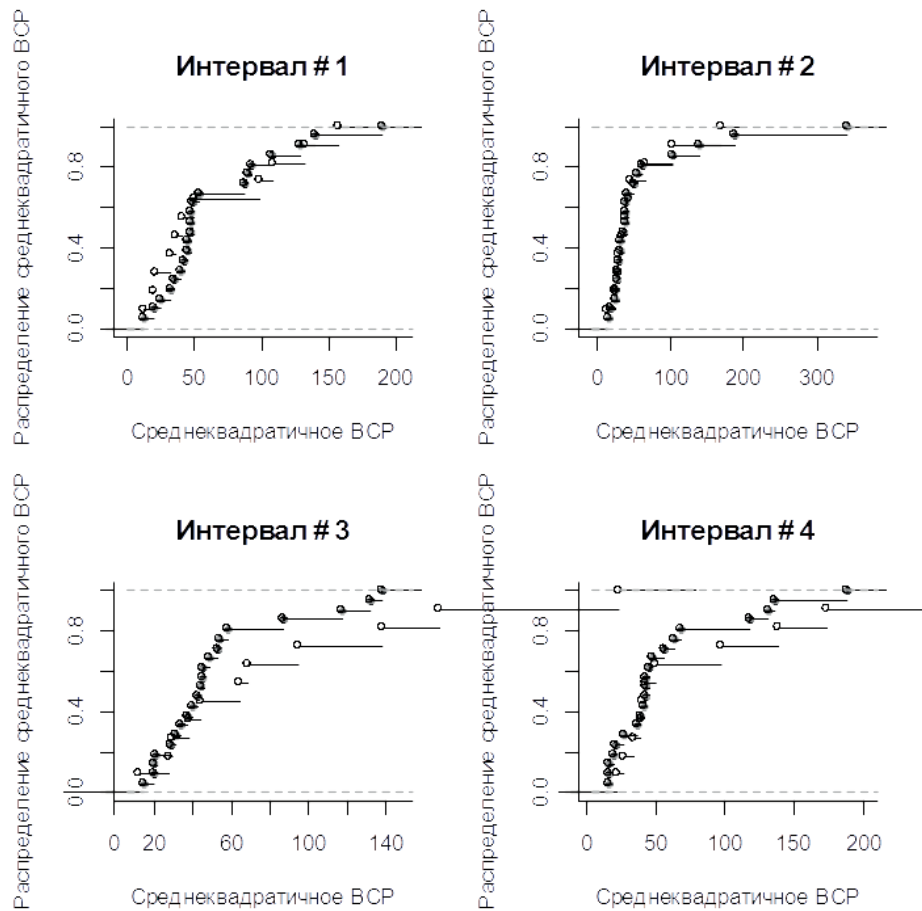 Интервал # 1
Распределение среднеквадратичного ВСР
0.0 0.4 0.8
0 50 100 150 200
Среднеквадратичное ВСР
Интервал # 2
Распределение среднеквадратичного ВСР
0.0 0.4 0.8
0 100 200 300
Среднеквадратичное ВСР
Интервал # 3
Распределение среднеквадратичного ВСР
0.0 0.4 0.8
0 20 60 100 140
Среднеквадратичное ВСР
Интервал # 4
Распределение среднеквадратичного ВСР
0.0 0.4 0.8
0 50 100 150 200
Среднеквадратичное ВСР